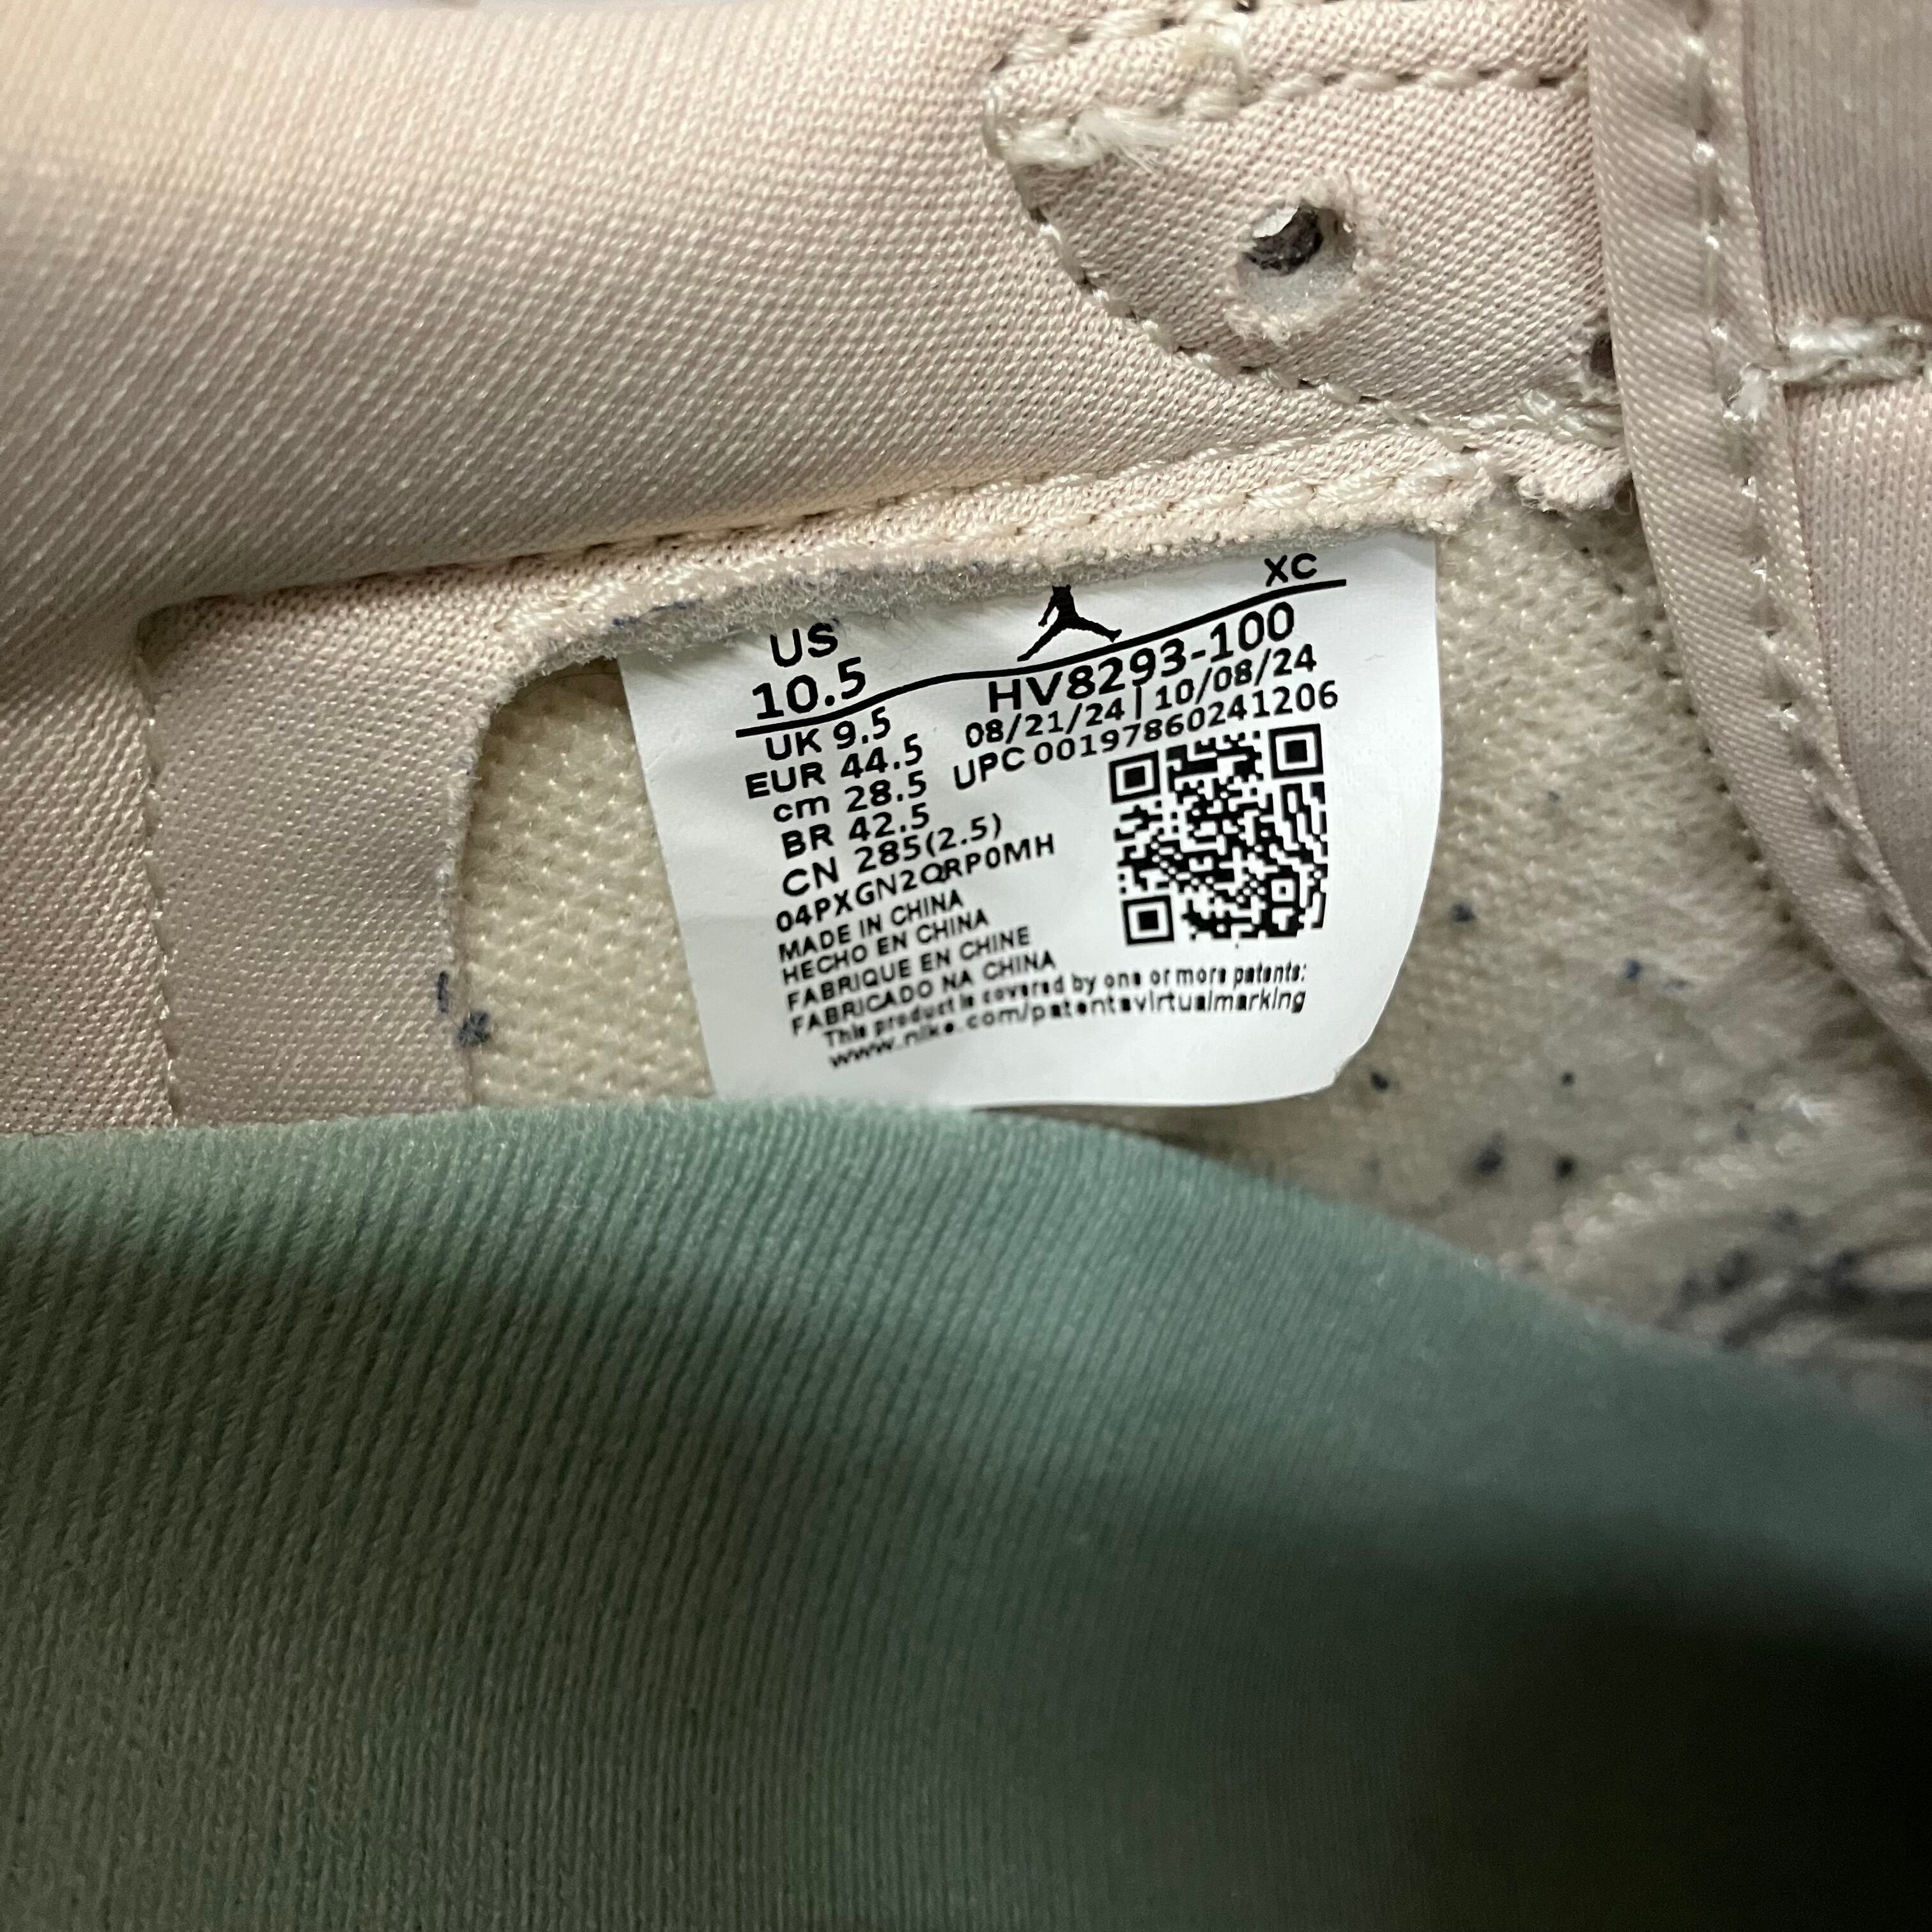 US
10.5
XC
HV8293-100
08/21/24 | 10/08/24
UPC 00197860241206
UK 9.5
EUR 44.5
cm 28.5
BR 42.5
CN 285(2.5)
04PXGN2QRP0MH
MADE IN CHINA
HECHO EN CHINA
FABRIQUE EN CHINE
FABRICADO NA CHINA
This product is covered by one or more patents:
www.nike.com/patentsvirtualmarking